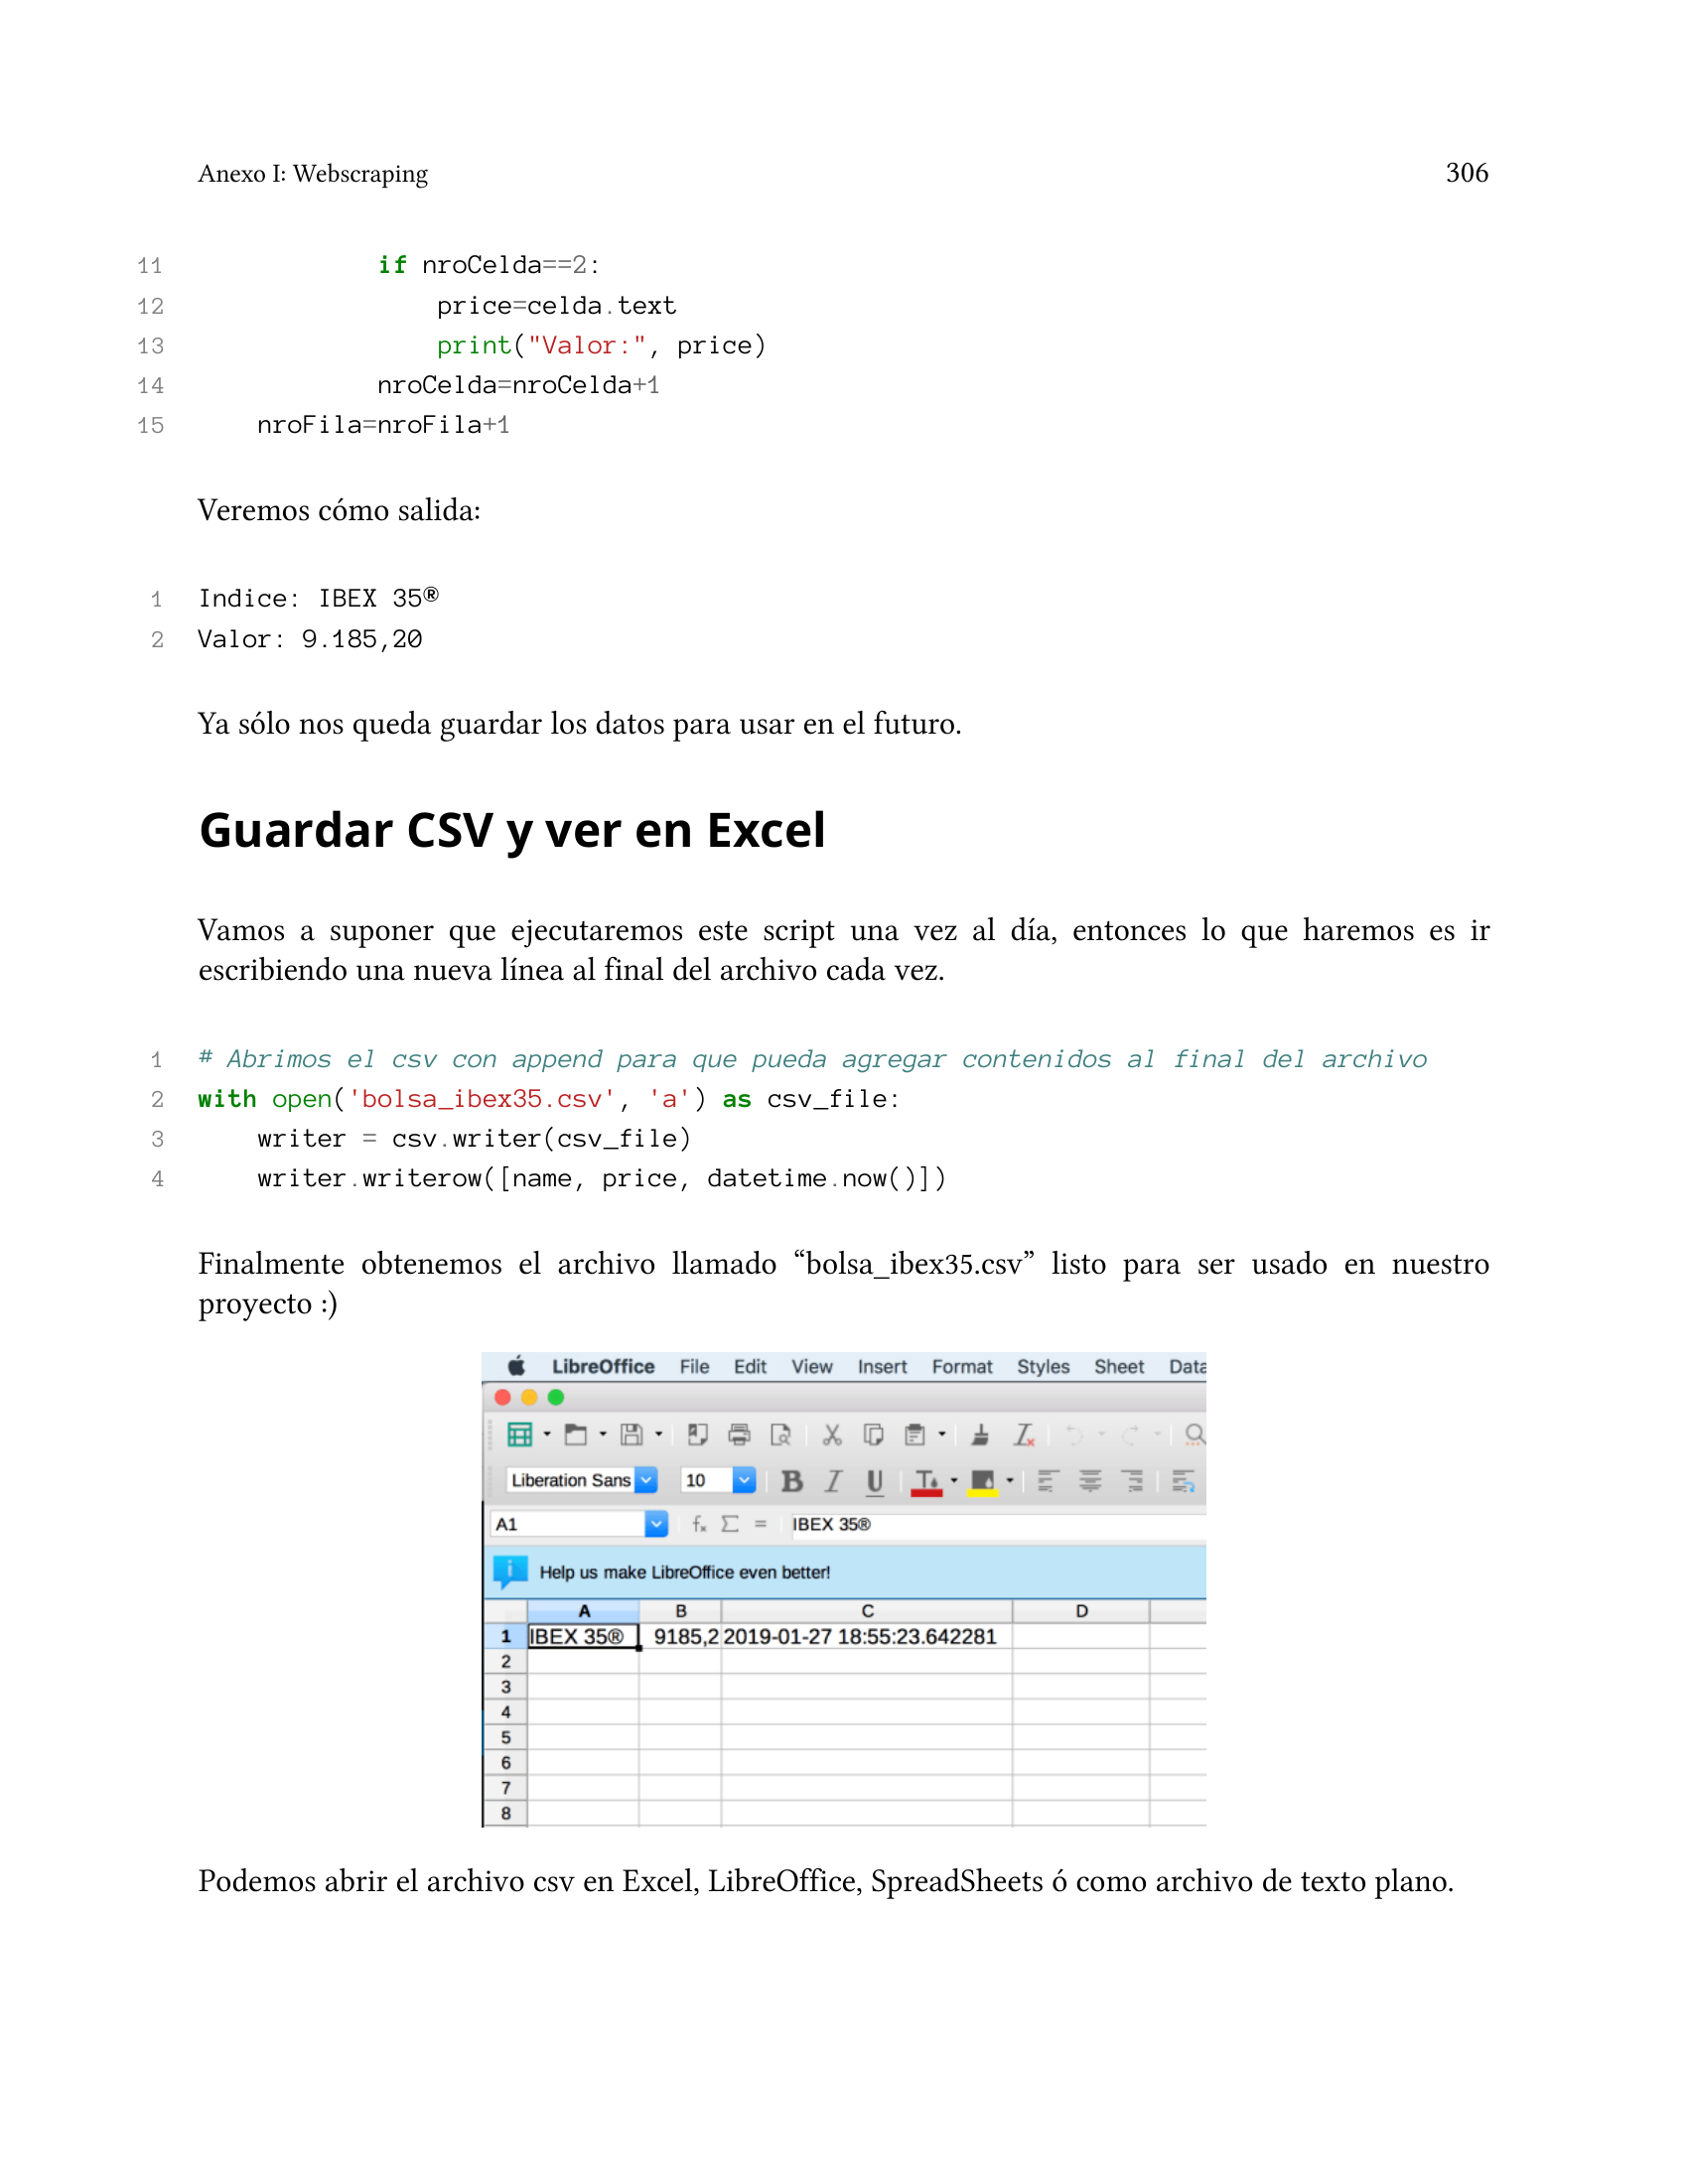 Anexo I: Webscraping 306
11 if nroCelda==2:
12 price=celda.text
13 print("Valor:", price)
14 nroCelda=nroCelda+1
15 nroFila=nroFila+1
Veremos cómo salida:
1 Indice: IBEX 35®
2 Valor: 9.185,20
Ya sólo nos queda guardar los datos para usar en el futuro.
Guardar CSV y ver en Excel
Vamos a suponer que ejecutaremos este script una vez al día, entonces lo que haremos es ir
escribiendo una nueva línea al final del archivo cada vez.
1 # Abrimos el csv con append para que pueda agregar contenidos al final del archivo
2 with open('bolsa_ibex35.csv', 'a') as csv_file:
3 writer = csv.writer(csv_file)
4 writer.writerow([name, price, datetime.now()])
Finalmente obtenemos el archivo llamado “bolsa_ibex35.csv” listo para ser usado en nuestro
proyecto :)
LibreOffice File Edit View Insert Format Styles Sheet Data
Liberation Sans 10 B I U
A1 fx Σ = IBEX 35®
Help us make LibreOffice even better!
A B C D
1 IBEX 35® 9185,2 2019-01-27 18:55:23.642281
2
3
4
5
6
7
8
Podemos abrir el archivo csv en Excel, LibreOffice, SpreadSheets ó como archivo de texto plano.